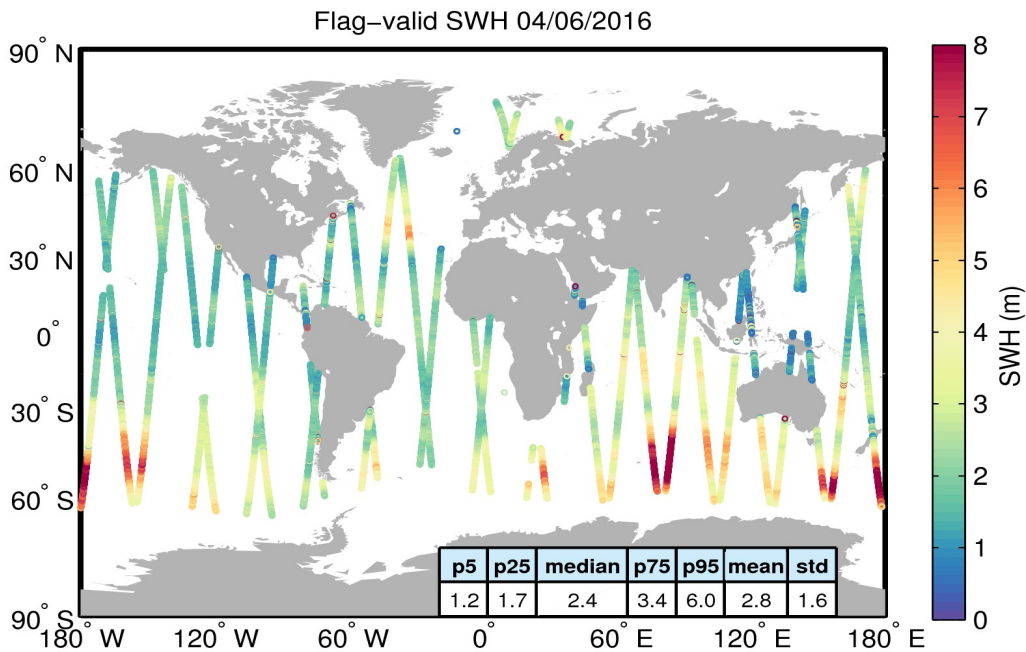 Flag−valid SWH 04/06/2016
90° N
60° N
30° N
0°
30° S
60° S
90° S
180° W
120° W
60° W
0°
60° E
120° E
180° E
p5 p25 median p75 p95 mean std
1.2 1.7 2.4 3.4 6.0 2.8 1.6
8
7
6
5
4
3
2
1
0
SWH (m)